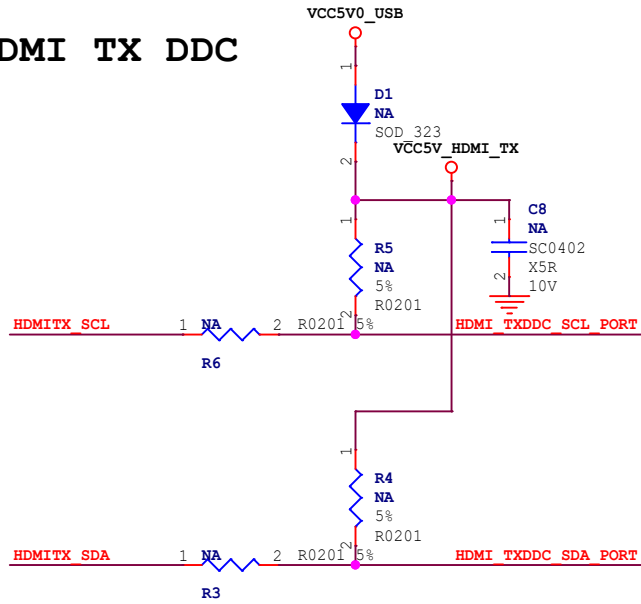 VCC5V0_USB
DMI TX DDC
1
D1
NA
SOD_323
2
VCC5V_HDMI_TX
1
C8
NA
SC0402
X5R
10V
2
1
R5
NA
5%
R0201
2
HDMITX_SCL
1 NA 2 R0201 5%
HDMI_TXDDC_SCL_PORT
R6
1
R4
NA
5%
R0201
2
HDMITX_SDA
1 NA 2 R0201 5%
HDMI_TXDDC_SDA_PORT
R3